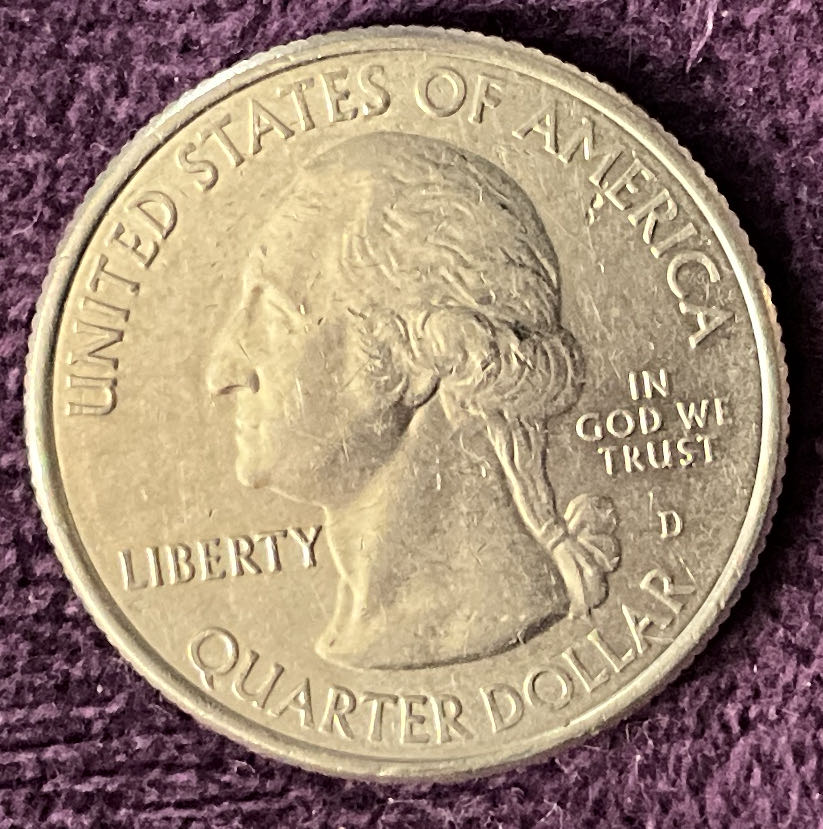 UNITED STATES OF AMERICA
LIBERTY
IN
GOD WE
TRUST
D
QUARTER DOLLAR